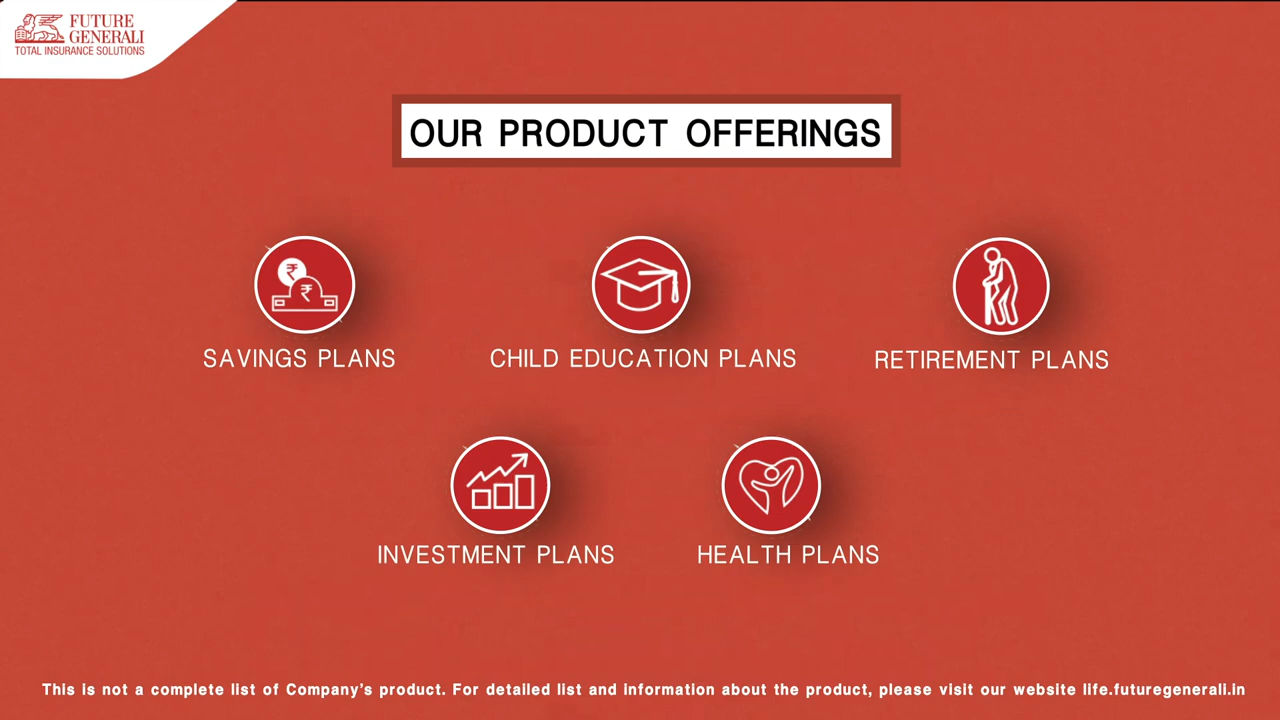 FUTURE
GENERALI
TOTAL INSURANCE SOLUTIONS
OUR PRODUCT OFFERINGS
₹
₹
SAVINGS PLANS
CHILD EDUCATION PLANS
RETIREMENT PLANS
INVESTMENT PLANS
HEALTH PLANS
This is not a complete list of Company's product. For detailed list and information about the product, please visit our website life.futuregenerali.in